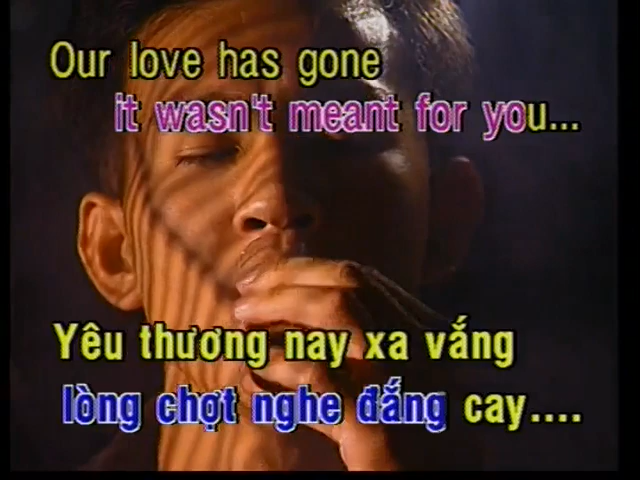 Our love has gone
it wasn't meant for you...
Yêu thương nay xa vắng
lòng chợt nghe đắng cay....